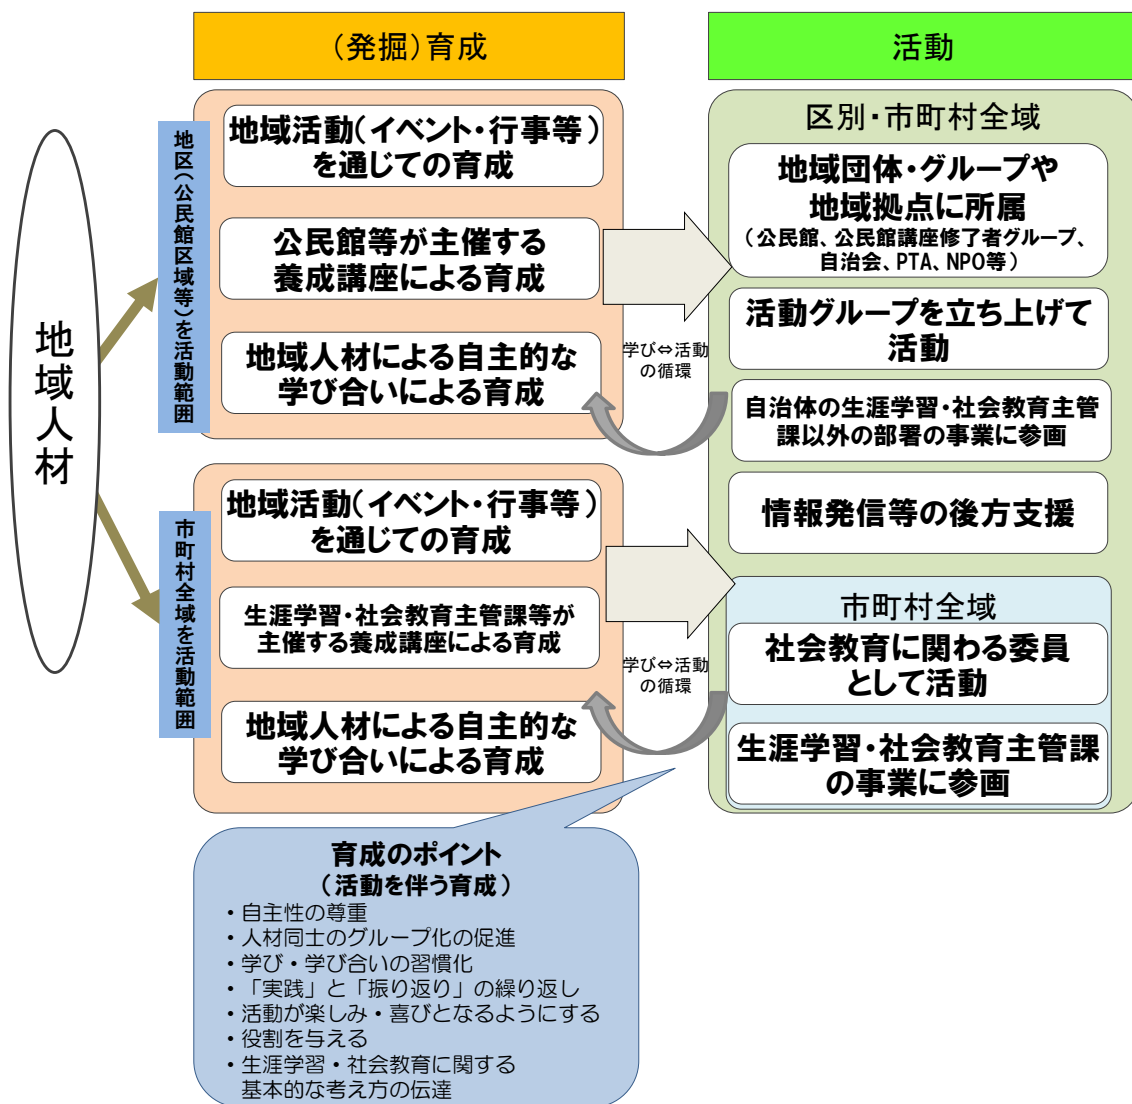 (発掘)育成
活動
地域人材
地区(公民館区域等)を活動範囲
地域活動(イベント・行事等)
を通じての育成
公民館等が主催する
養成講座による育成
地域人材による自主的な
学び合いによる育成
学び⇔活動
の循環
区別・市町村全域
地域団体・グループや
地域拠点に所属
(公民館、公民館講座修了者グループ、
自治会、PTA、NPO等)
活動グループを立ち上げて
活動
自治体の生涯学習・社会教育主管
課以外の部署の事業に参画
情報発信等の後方支援
市町村全域を活動範囲
地域活動(イベント・行事等)
を通じての育成
生涯学習・社会教育主管課等が
主催する養成講座による育成
地域人材による自主的な
学び合いによる育成
学び⇔活動
の循環
市町村全域
社会教育に関わる委員
として活動
生涯学習・社会教育主管課
の事業に参画
育成のポイント
(活動を伴う育成)
・自主性の尊重
・人材同士のグループ化の促進
・学び・学び合いの習慣化
・「実践」と「振り返り」の繰り返し
・活動が楽しみ・喜びとなるようにする
・役割を与える
・生涯学習・社会教育に関する
基本的な考え方の伝達